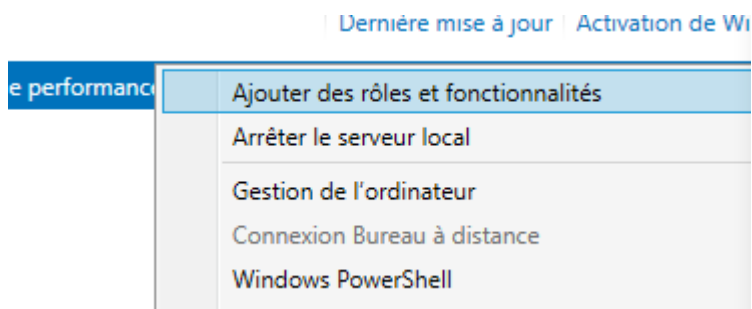 Dernière mise à jour Activation de Wi
e performanc
Ajouter des rôles et fonctionnalités
Arrêter le serveur local
Gestion de l'ordinateur
Connexion Bureau à distance
Windows PowerShell